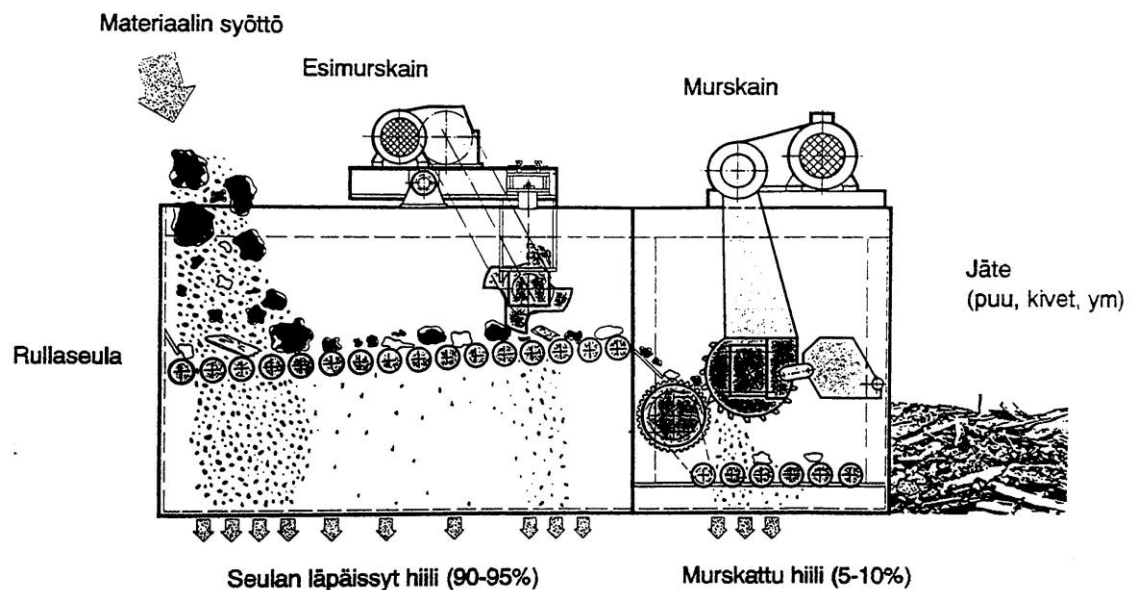 Materiaalin syöttö
Esimurskain
Murskain
Jäte
(puu, kivet, ym)
Rullaseula
Seulan läpäissyt hiili (90-95%)
Murskattu hiili (5-10%)